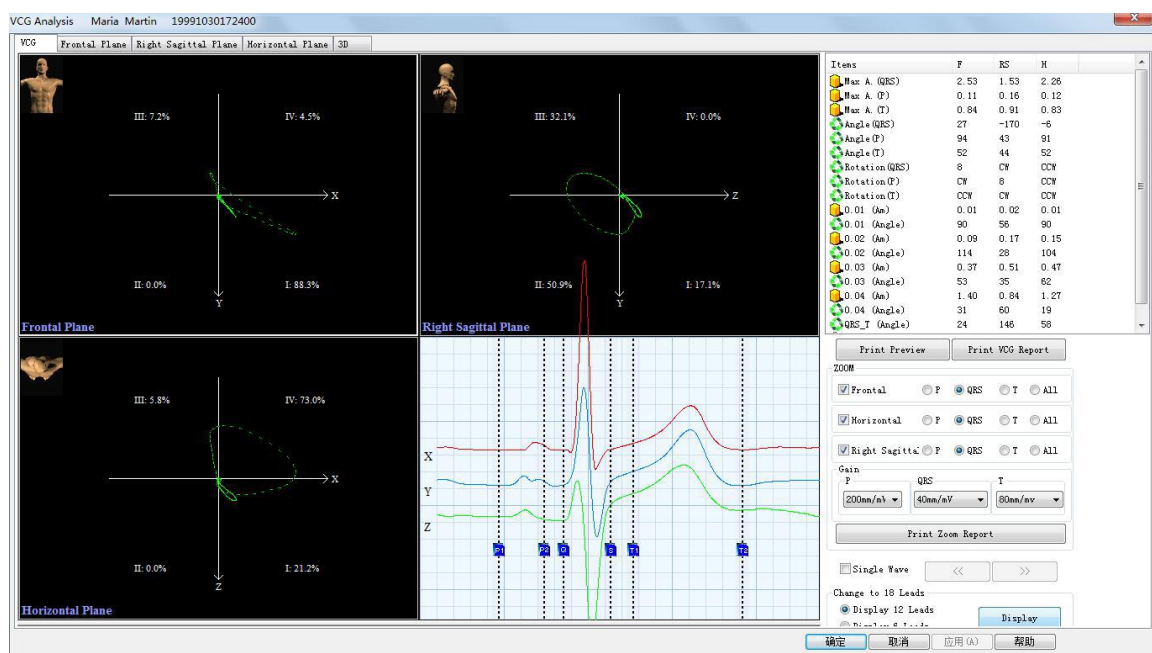 VCG Analysis Maria Martin 19991030172400
VCG Frontal Plane Right Sagittal Plane Horizontal Plane 3D
III: 7.2% IV: 4.5%
X
II: 0.0% I: 88.3%
Y
Frontal Plane
III: 32.1% IV: 0.0%
Z
II: 50.9% I: 17.1%
Y
Right Sagittal Plane
III: 5.8% IV: 73.0%
X
II: 0.0% I: 21.2%
Z
Horizontal Plane
X
Y
Z
P1 P2 Q S T1 T2
Items F RS H
Max A. (QRS) 2.53 1.53 2.26
Max A. (P) 0.11 0.16 0.12
Max A. (T) 0.84 0.91 0.83
Angle(QRS) 27 -170 -6
Angle(P) 94 43 91
Angle(T) 52 44 52
Rotation(QRS) 8 CW CCW
Rotation(P) CW 8 CCW
Rotation(T) CCW CW CCW
0.01 (Am) 0.01 0.02 0.01
0.01 (Angle) 90 56 90
0.02 (Am) 0.09 0.17 0.15
0.02 (Angle) 114 28 104
0.03 (Am) 0.37 0.51 0.47
0.03 (Angle) 53 35 62
0.04 (Am) 1.40 0.84 1.27
0.04 (Angle) 31 60 19
QRS_T (Angle) 24 146 58
Print Preview Print VCG Report
ZOOM
Frontal P QRS T All
Horizontal P QRS T All
Right Sagitta P QRS T All
Gain
P QRS T
200mm/m 40mm/mV 80mm/mv
Print Zoom Report
Single Wave << >>
Change to 18 Leads
Display 12 Leads
Display
确定 取消 应用(A) 帮助